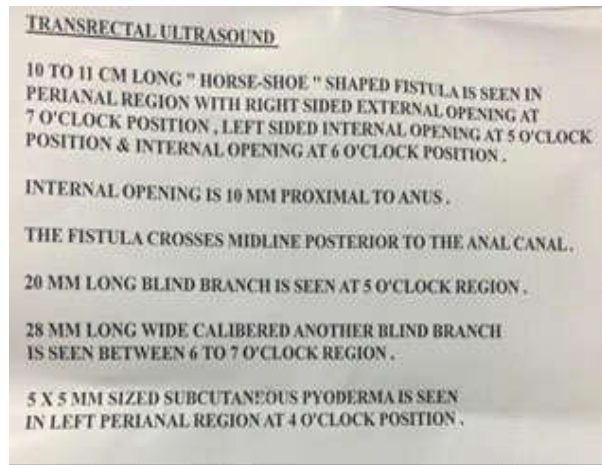 TRANSRECTAL ULTRASOUND
10 TO 11 CM LONG " HORSE-SHOE " SHAPED FISTULA IS SEEN IN
PERIANAL REGION WITH RIGHT SIDED EXTERNAL OPENING AT
7 O'CLOCK POSITION , LEFT SIDED INTERNAL OPENING AT 5 O'CLOCK
POSITION & INTERNAL OPENING AT 6 O'CLOCK POSITION .
INTERNAL OPENING IS 10 MM PROXIMAL TO ANUS .
THE FISTULA CROSSES MIDLINE POSTERIOR TO THE ANAL CANAL .
20 MM LONG BLIND BRANCH IS SEEN AT 5 O'CLOCK REGION .
28 MM LONG WIDE CALIBERED ANOTHER BLIND BRANCH
IS SEEN BETWEEN 6 TO 7 O'CLOCK REGION .
5 X 5 MM SIZED SUBCUTANEOUS PYODERMA IS SEEN
IN LEFT PERIANAL REGION AT 4 O'CLOCK POSITION .